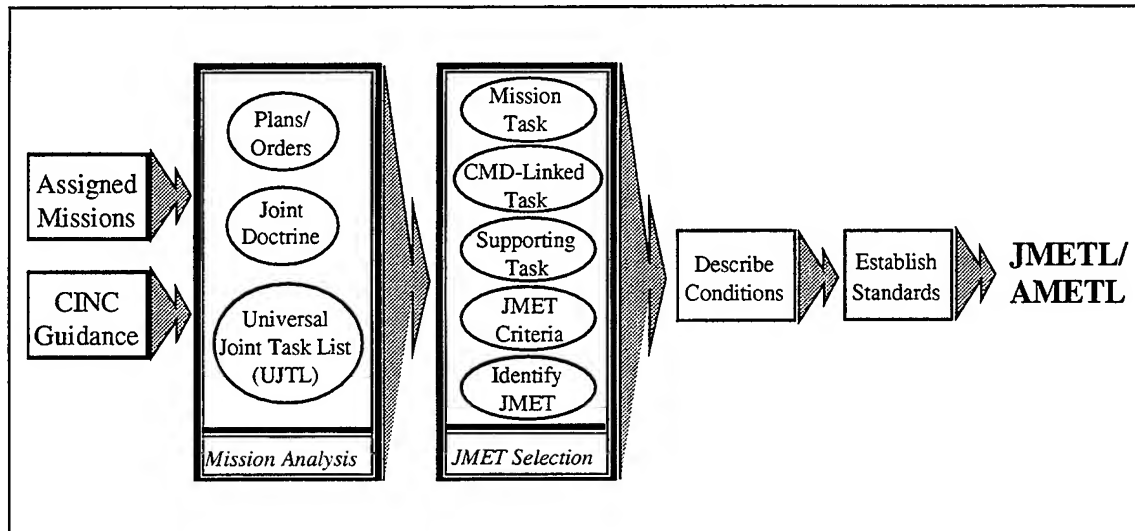 Assigned
Missions
CINC
Guidance
Plans/
Orders
Joint
Doctrine
Universal
Joint Task List
(UJTL)
Mission Analysis
Mission
Task
CMD-Linked
Task
Supporting
Task
JMET
Criteria
Identify
JMET
JMET Selection
Describe
Conditions
Establish
Standards
JMETL/
AMETL